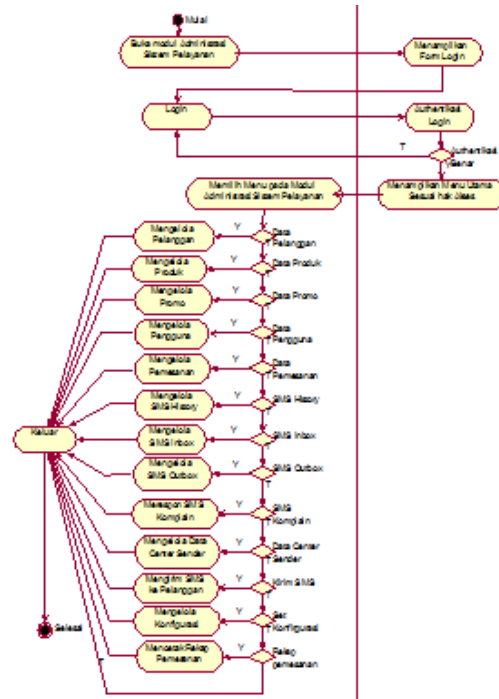 Mulai
Buka modul Administrasi
Sistem Pelayanan
Menampilkan
Form Login
Login
Authentikasi
Login
T
Authentikasi
Benar
Y
Memilih Menu pada Modul
Administrasi Sistem Pelayanan
Menampilkan Menu Utama
Sesuai hak Akses
Mengelola
Pelanggan
Y
Data
Pelanggan
T
Mengelola
Produk
Y
Data Produk
T
Mengelola
Promo
Y
Data Promo
T
Mengelola
Pengguna
Y
Data
Pengguna
T
Mengelola
Pemesanan
Y
Data
Pemesanan
T
Mengelola
SMS History
Y
SMS History
T
Keluar
Mengelola
SMS Inbox
Y
SMS Inbox
T
Mengelola
SMS Outbox
Y
SMS Outbox
T
Merespon SMS
Komplain
Y
SMS
Komplain
T
Mengelola Data
Center Sender
Y
Data Center
Sender
T
Mengirim SMS
ke Pelanggan
Y
Kirim SMS
T
Mengelola
Konfigurasi
Y
Set
Konfigurasi
T
Selesai
Mencetak Rekap
Pemesanan
Y
Rekap
pemesanan
T